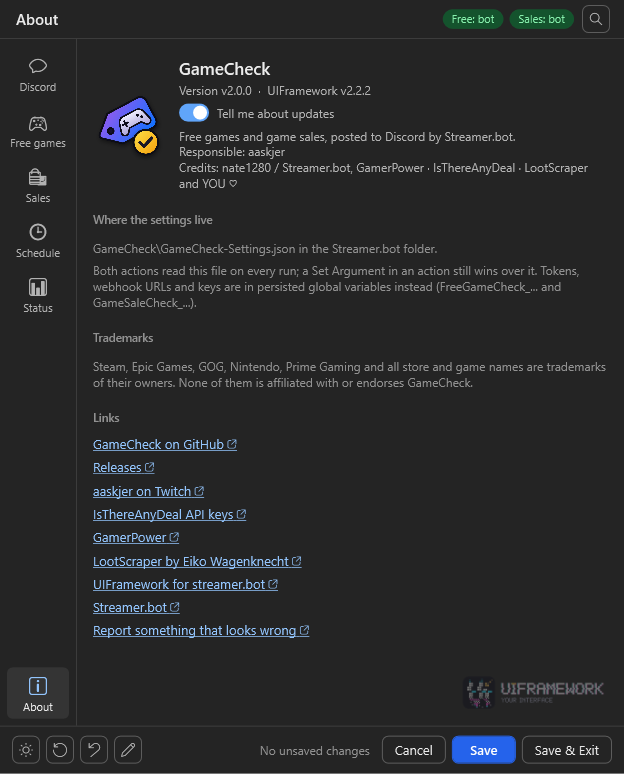 About
Free: bot
Sales: bot
Discord
Free games
Sales
Schedule
Status
GameCheck
Version v2.0.0 · UIFramework v2.2.2
Tell me about updates
Free games and game sales, posted to Discord by Streamer.bot.
Responsible: aaskjer
Credits: nate1280 / Streamer.bot, GamerPower · IsThereAnyDeal · LootScraper
and YOU ♡
Where the settings live
GameCheck\GameCheck-Settings.json in the Streamer.bot folder.
Both actions read this file on every run; a Set Argument in an action still wins over it. Tokens,
webhook URLs and keys are in persisted global variables instead (FreeGameCheck_... and
GameSaleCheck_...).
Trademarks
Steam, Epic Games, GOG, Nintendo, Prime Gaming and all store and game names are trademarks
of their owners. None of them is affiliated with or endorses GameCheck.
Links
GameCheck on GitHub
Releases
aaskjer on Twitch
IsThereAnyDeal API keys
GamerPower
LootScraper by Eiko Wagenknecht
UIFramework for streamer.bot
Streamer.bot
Report something that looks wrong
About
UIFRAMEWORK
YOUR INTERFACE
No unsaved changes
Cancel
Save
Save & Exit